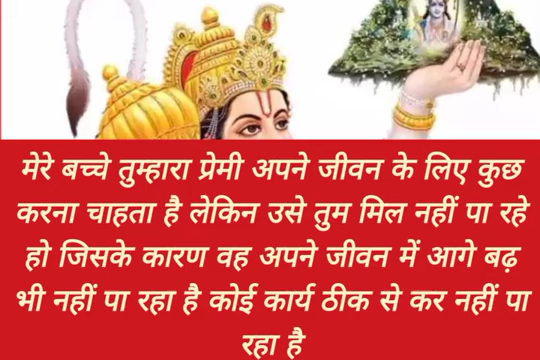 मेरे बच्चे तुम्हारा प्रेमी अपने जीवन के लिए कुछ
करना चाहता है लेकिन उसे तुम मिल नहीं पा रहे
हो जिसके कारण वह अपने जीवन में आगे बढ़
भी नहीं पा रहा है कोई कार्य ठीक से कर नहीं पा
रहा है